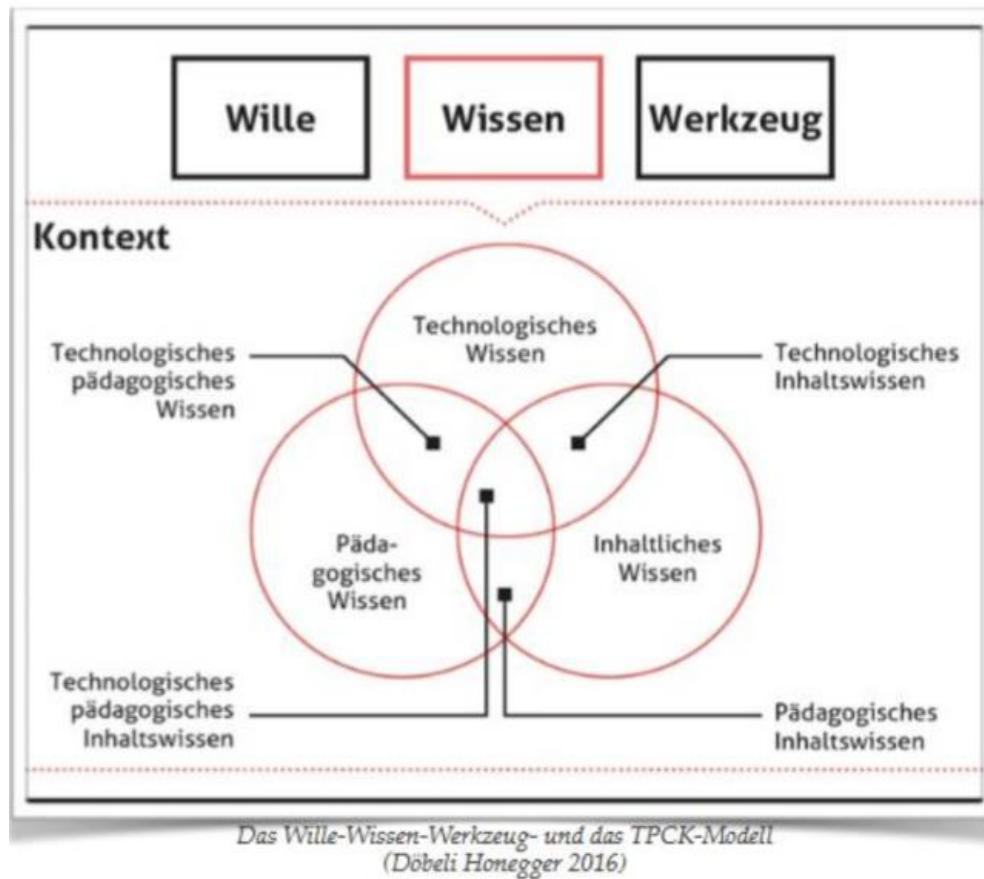 Wille
Wissen
Werkzeug
Kontext
Technologisches
Wissen
Technologisches
pädagogisches
Wissen
Technologisches
Inhaltswissen
Päda-
gogisches
Wissen
Inhaltliches
Wissen
Technologisches
pädagogisches
Inhaltswissen
Pädagogisches
Inhaltswissen
Das Wille-Wissen-Werkzeug- und das TPCK-Modell
(Döbeli Honegger 2016)